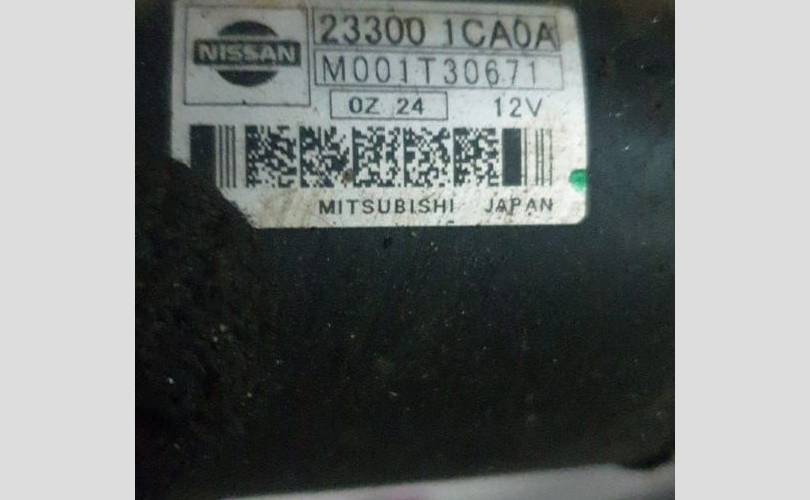 NISSAN
23300 1CA0A
M001T30671
0Z 24 12V
MITSUBISHI JAPAN